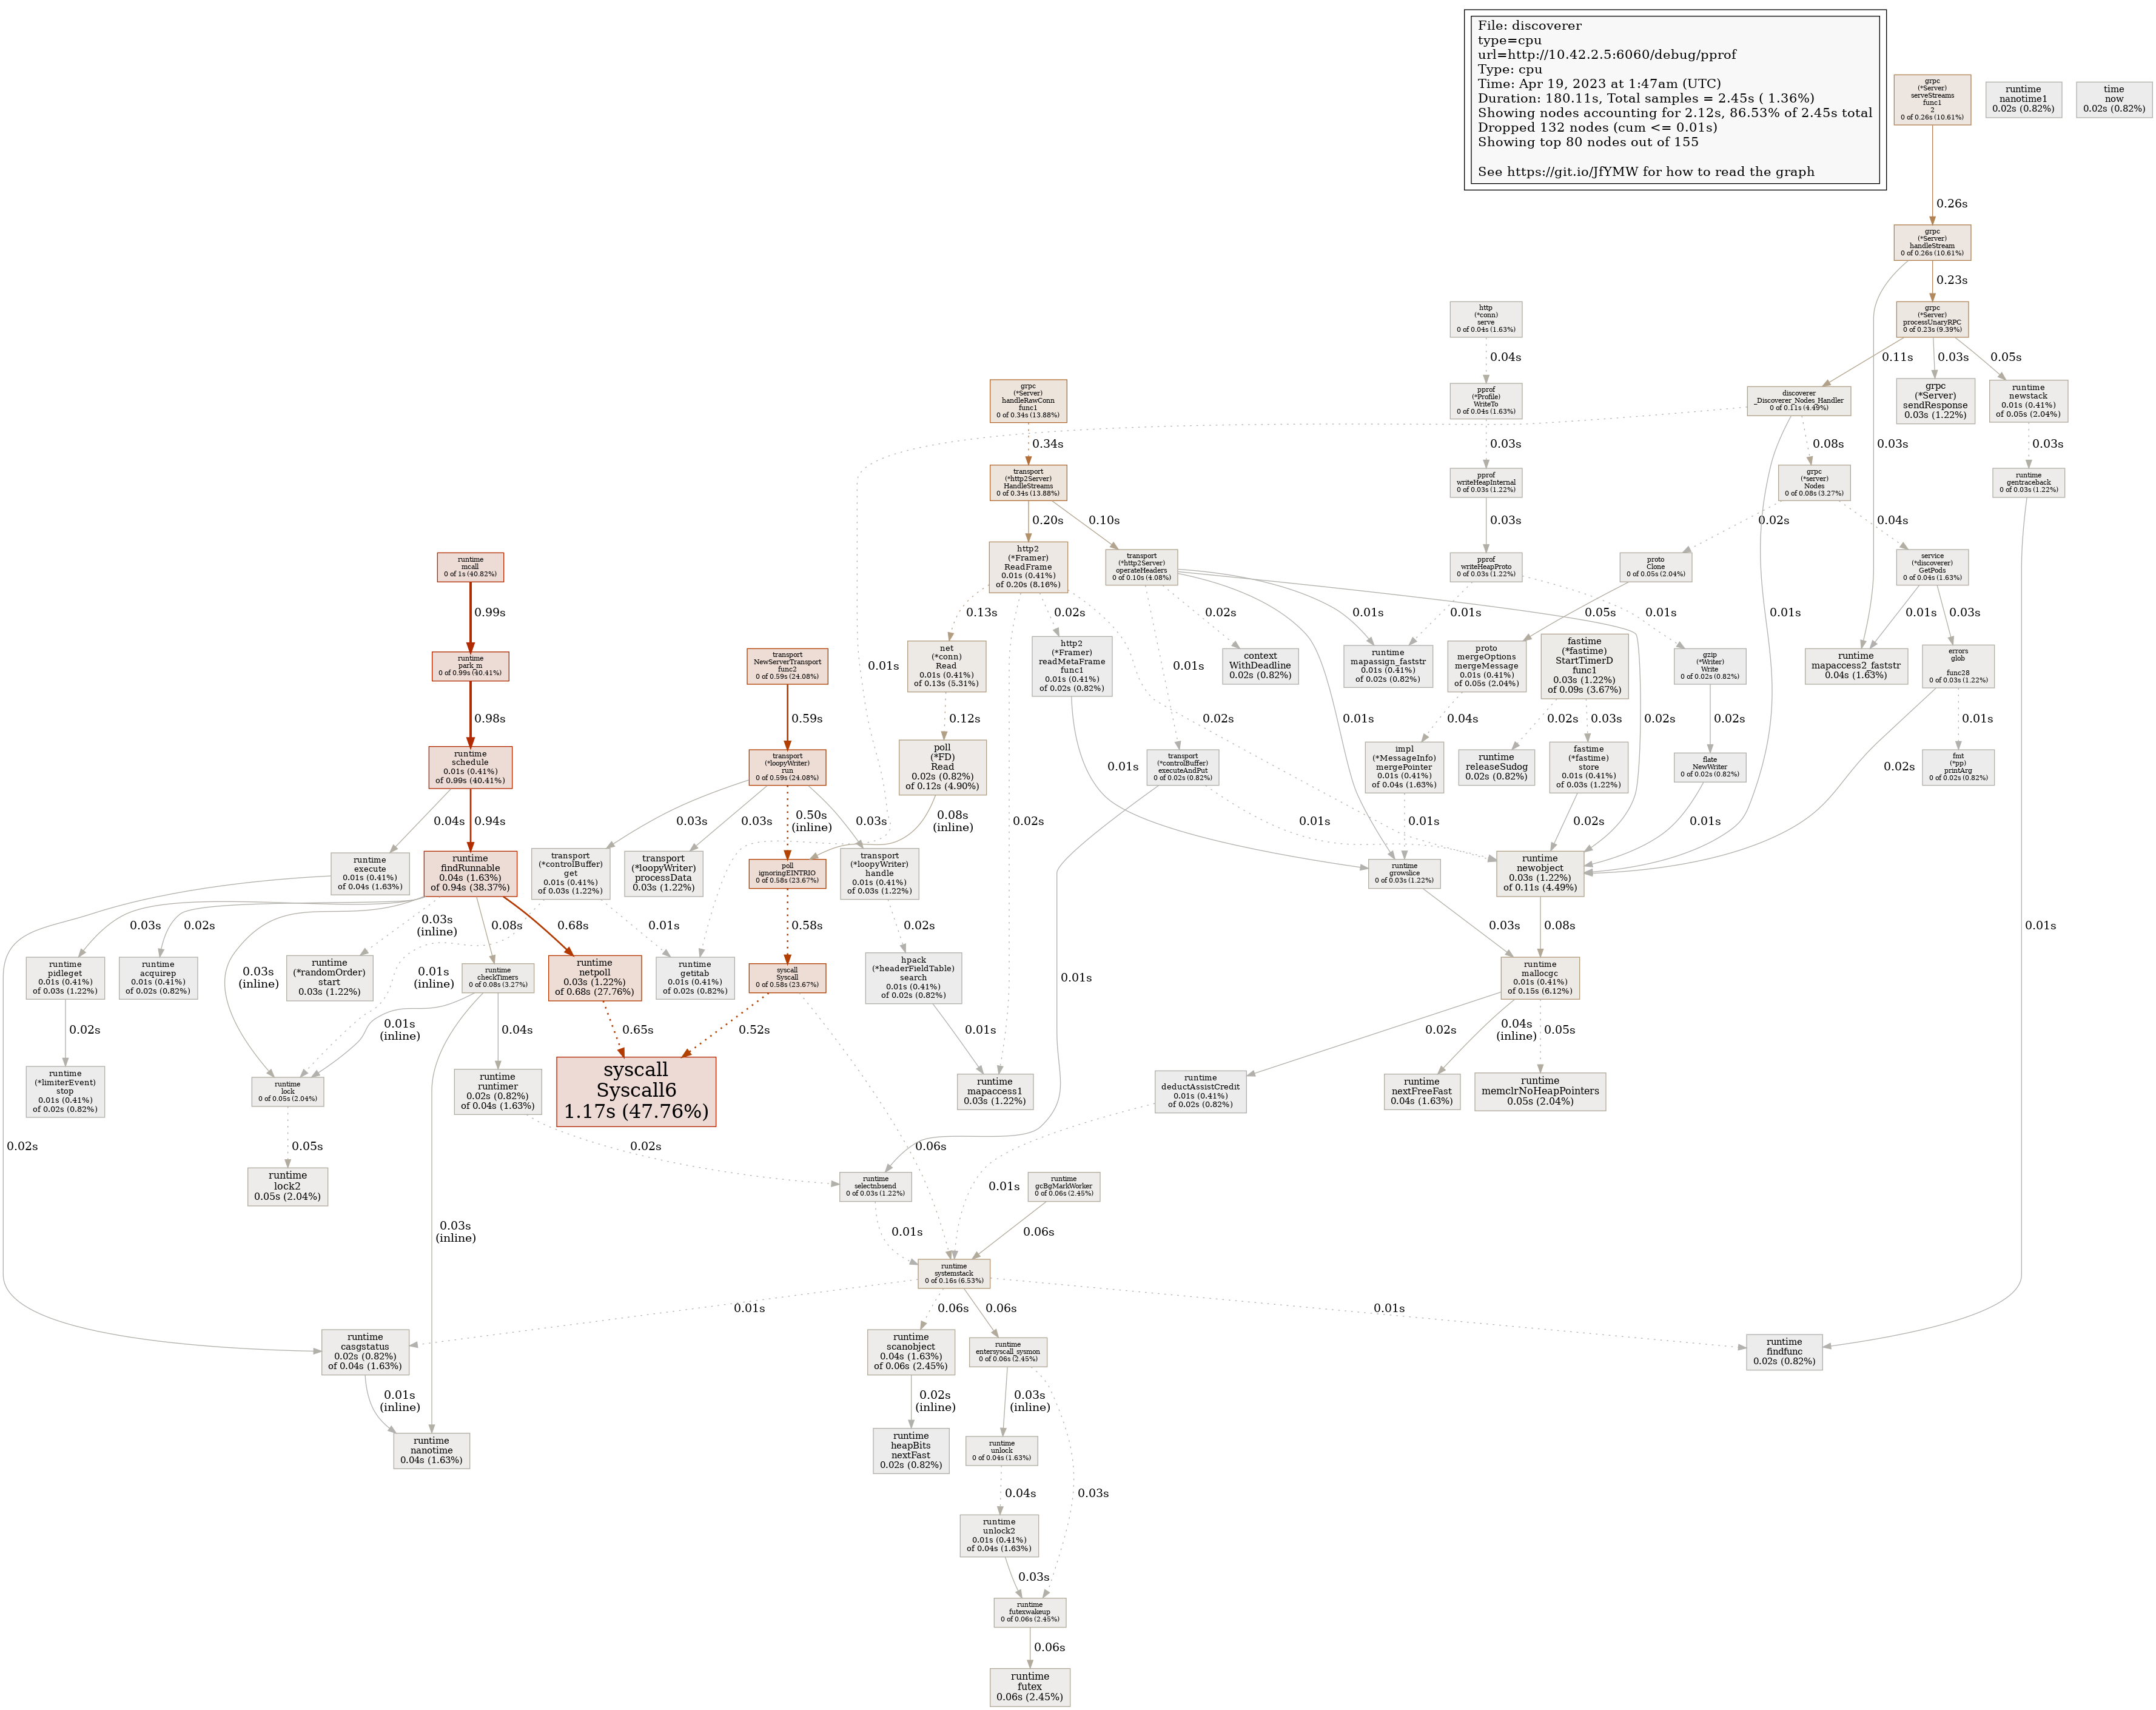 File: discoverer
type=cpu
url=http://10.42.2.5:6060/debug/pprof
Type: cpu
Time: Apr 19, 2023 at 1:47am (UTC)
Duration: 180.11s, Total samples = 2.45s ( 1.36%)
Showing nodes accounting for 2.12s, 86.53% of 2.45s total
Dropped 132 nodes (cum <= 0.01s)
Showing top 80 nodes out of 155
See https://git.io/JfYMW for how to read the graph
grpc
(*Server)
serveStreams
func1
2
0 of 0.26s (10.61%)
runtime
nanotime1
0.02s (0.82%)
time
now
0.02s (0.82%)
0.26s
grpc
(*Server)
handleStream
0 of 0.26s (10.61%)
0.23s
http
(*conn)
serve
0 of 0.04s (1.63%)
grpc
(*Server)
processUnaryRPC
0 of 0.23s (9.39%)
0.04s
0.11s
0.03s
0.05s
grpc
(*Server)
handleRawConn
func1
0 of 0.34s (13.88%)
pprof
(*Profile)
WriteTo
0 of 0.04s (1.63%)
discoverer
_Discoverer_Nodes_Handler
0 of 0.11s (4.49%)
grpc
(*Server)
sendResponse
0.03s (1.22%)
runtime
newstack
0.01s (0.41%)
of 0.05s (2.04%)
0.34s
0.03s
0.08s
0.03s
0.03s
transport
(*http2Server)
HandleStreams
0 of 0.34s (13.88%)
pprof
writeHeapInternal
0 of 0.03s (1.22%)
grpc
(*server)
Nodes
0 of 0.08s (3.27%)
runtime
gentraceback
0 of 0.03s (1.22%)
0.20s
0.10s
0.03s
0.02s
0.04s
runtime
mcall
0 of 1s (40.82%)
http2
(*Framer)
ReadFrame
0.01s (0.41%)
of 0.20s (8.16%)
transport
(*http2Server)
operateHeaders
0 of 0.10s (4.08%)
pprof
writeHeapProto
0 of 0.03s (1.22%)
proto
Clone
0 of 0.05s (2.04%)
service
(*discoverer)
GetPods
0 of 0.04s (1.63%)
0.99s
0.13s
0.02s
0.02s
0.01s
0.01s
0.01s
0.05s
0.01s
0.01s
0.03s
runtime
park_m
0 of 0.99s (40.41%)
transport
NewServerTransport
func2
0 of 0.59s (24.08%)
0.01s
net
(*conn)
Read
0.01s (0.41%)
of 0.13s (5.31%)
http2
(*Framer)
readMetaFrame
func1
0.01s (0.41%)
of 0.02s (0.82%)
0.01s
context
WithDeadline
0.02s (0.82%)
runtime
mapassign_faststr
0.01s (0.41%)
of 0.02s (0.82%)
proto
mergeOptions
mergeMessage
0.01s (0.41%)
of 0.05s (2.04%)
fastime
(*fastime)
StartTimerD
func1
0.03s (1.22%)
of 0.09s (3.67%)
gzip
(*Writer)
Write
0 of 0.02s (0.82%)
runtime
mapaccess2_faststr
0.04s (1.63%)
errors
glob
func28
0 of 0.03s (1.22%)
0.98s
0.59s
0.12s
0.02s
0.01s
0.02s
0.04s
0.02s
0.03s
0.02s
0.01s
runtime
schedule
0.01s (0.41%)
of 0.99s (40.41%)
transport
(*loopyWriter)
run
0 of 0.59s (24.08%)
poll
(*FD)
Read
0.02s (0.82%)
of 0.12s (4.90%)
0.01s
transport
(*controlBuffer)
executeAndPut
0 of 0.02s (0.82%)
impl
(*MessageInfo)
mergePointer
0.01s (0.41%)
of 0.04s (1.63%)
runtime
releaseSudog
0.02s (0.82%)
fastime
(*fastime)
store
0.01s (0.41%)
of 0.03s (1.22%)
flate
NewWriter
0 of 0.02s (0.82%)
0.02s
fmt
(*pp)
printArg
0 of 0.02s (0.82%)
0.04s
0.94s
0.03s
0.03s
0.50s
(inline)
0.03s
0.08s
(inline)
0.02s
0.01s
0.01s
0.02s
0.01s
runtime
execute
0.01s (0.41%)
of 0.04s (1.63%)
runtime
findRunnable
0.04s (1.63%)
of 0.94s (38.37%)
transport
(*controlBuffer)
get
0.01s (0.41%)
of 0.03s (1.22%)
transport
(*loopyWriter)
processData
0.03s (1.22%)
poll
ignoringEINTRIO
0 of 0.58s (23.67%)
transport
(*loopyWriter)
handle
0.01s (0.41%)
of 0.03s (1.22%)
runtime
growslice
0 of 0.03s (1.22%)
runtime
newobject
0.03s (1.22%)
of 0.11s (4.49%)
0.03s
0.02s
0.03s
(inline)
0.08s
0.68s
0.01s
0.58s
0.02s
0.03s
0.08s
0.01s
runtime
pidleget
0.01s (0.41%)
of 0.03s (1.22%)
runtime
acquirep
0.01s (0.41%)
of 0.02s (0.82%)
0.03s
(inline)
runtime
(*randomOrder)
start
0.03s (1.22%)
0.01s
(inline)
runtime
checkTimers
0 of 0.08s (3.27%)
runtime
netpoll
0.03s (1.22%)
of 0.68s (27.76%)
runtime
getitab
0.01s (0.41%)
of 0.02s (0.82%)
syscall
Syscall
0 of 0.58s (23.67%)
hpack
(*headerFieldTable)
search
0.01s (0.41%)
of 0.02s (0.82%)
0.01s
runtime
mallocgc
0.01s (0.41%)
of 0.15s (6.12%)
0.02s
0.01s
(inline)
0.04s
0.65s
0.52s
0.01s
0.02s
0.04s
(inline)
0.05s
runtime
(*limiterEvent)
stop
0.01s (0.41%)
of 0.02s (0.82%)
runtime
lock
0 of 0.05s (2.04%)
runtime
runtimer
0.02s (0.82%)
of 0.04s (1.63%)
syscall
Syscall6
1.17s (47.76%)
runtime
mapaccess1
0.03s (1.22%)
runtime
deductAssistCredit
0.01s (0.41%)
of 0.02s (0.82%)
runtime
nextFreeFast
0.04s (1.63%)
runtime
memclrNoHeapPointers
0.05s (2.04%)
0.02s
0.05s
0.02s
0.06s
runtime
lock2
0.05s (2.04%)
runtime
selectnbsend
0 of 0.03s (1.22%)
0.01s
runtime
gcBgMarkWorker
0 of 0.06s (2.45%)
0.03s
(inline)
0.01s
0.06s
runtime
systemstack
0 of 0.16s (6.53%)
0.01s
0.06s
0.06s
0.01s
runtime
casgstatus
0.02s (0.82%)
of 0.04s (1.63%)
runtime
scanobject
0.04s (1.63%)
of 0.06s (2.45%)
runtime
entersyscall_sysmon
0 of 0.06s (2.45%)
runtime
findfunc
0.02s (0.82%)
0.01s
(inline)
0.02s
(inline)
0.03s
(inline)
runtime
nanotime
0.04s (1.63%)
runtime
heapBits
nextFast
0.02s (0.82%)
runtime
unlock
0 of 0.04s (1.63%)
0.04s
0.03s
runtime
unlock2
0.01s (0.41%)
of 0.04s (1.63%)
0.03s
runtime
futexwakeup
0 of 0.06s (2.45%)
0.06s
runtime
futex
0.06s (2.45%)